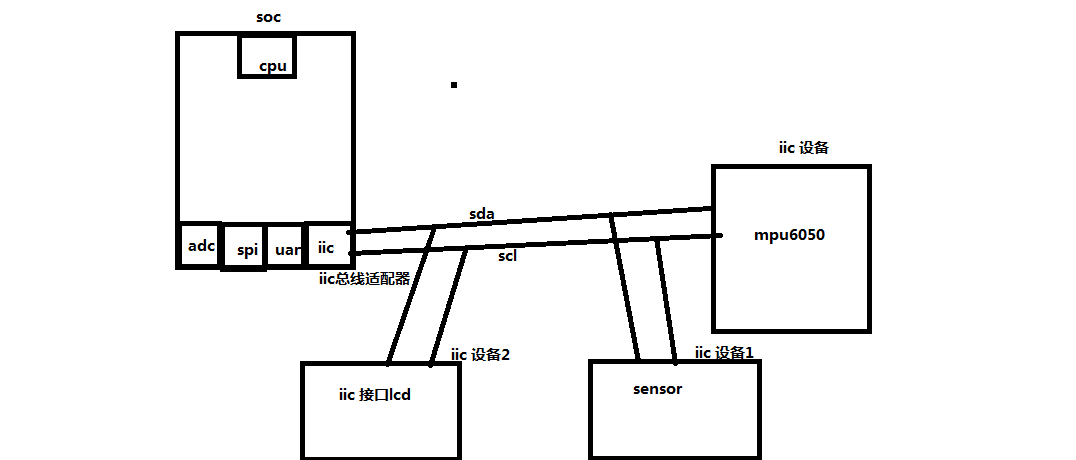 soc
cpu
iic 设备
sda
mpu6050
adc
spi
uar
iic
scl
iic总线适配器
iic 设备2
iic 设备1
iic 接口lcd
sensor